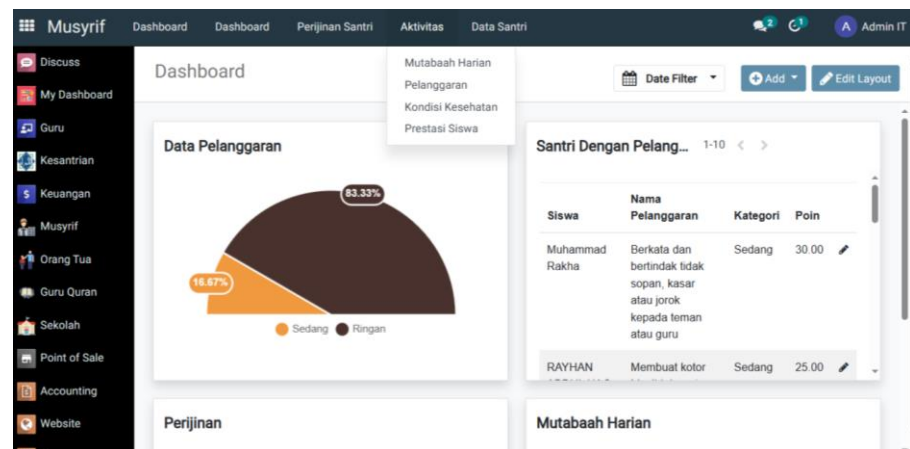 Musyrif
Dashboard
Dashboard
Perijinan Santri
Aktivitas
Data Santri
2
1
A
Admin IT
Discuss
My Dashboard
Guru
Kesantrian
Keuangan
Musyrif
Orang Tua
Guru Quran
Sekolah
Point of Sale
Accounting
Website
Dashboard
Mutabaah Harian
Pelanggaran
Kondisi Kesehatan
Prestasi Siswa
Date Filter
Add
Edit Layout
Data Pelanggaran
83.33%
16.67%
Sedang
Ringan
Santri Dengan Pelang...
1-10
Siswa
Nama
Pelanggaran
Kategori
Poin
Muhammad
Rakha
Berkata dan
bertindak tidak
sopan, kasar
atau jorok
kepada teman
atau guru
Sedang
30.00
RAYHAN
Membuat kotor
Sedang
25.00
Perijinan
Mutabaah Harian